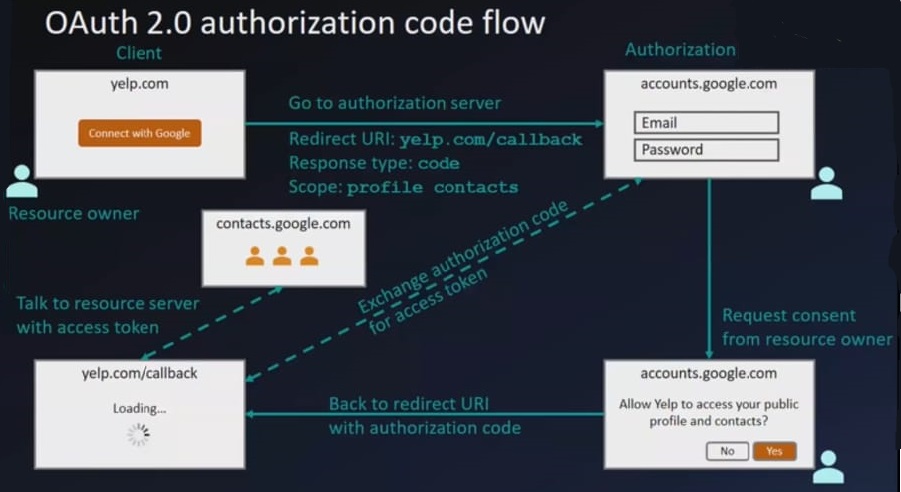 OAuth 2.0 authorization code flow
Client
Authorization
yelp.com
Connect with Google
Go to authorization server
Redirect URI: yelp.com/callback
Response type: code
Scope: profile contacts
accounts.google.com
Email
Password
Resource owner
contacts.google.com
Exchange authorization code
for access token
Talk to resource server
with access token
Request consent
from resource owner
yelp.com/callback
Loading...
Back to redirect URI
with authorization code
accounts.google.com
Allow Yelp to access your public
profile and contacts?
No
Yes